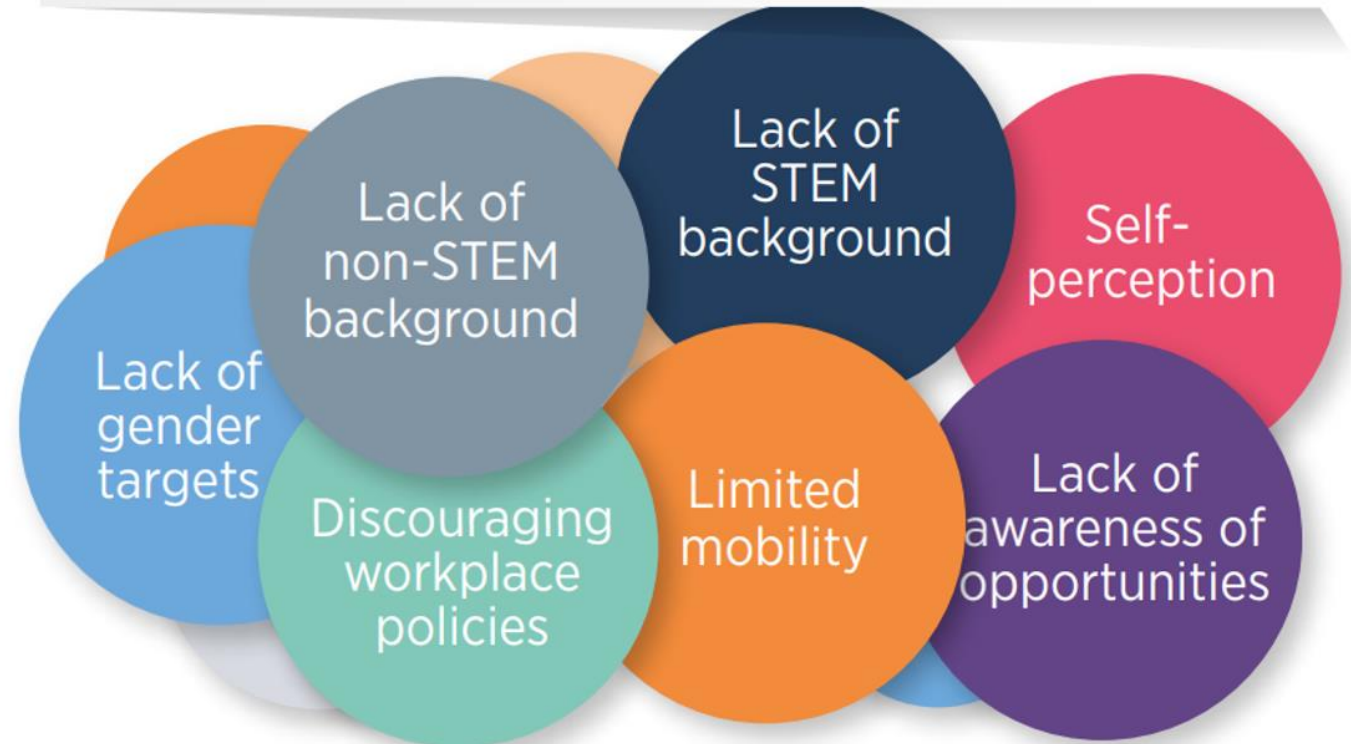 Lack of
STEM
background
Self-
perception
Lack of
non-STEM
background
Lack of
gender
targets
Discouraging
workplace
policies
Limited
mobility
Lack of
awareness of
opportunities